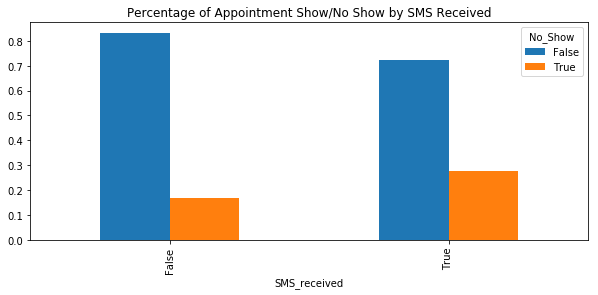 Percentage of Appointment Show/No Show by SMS Received
No_Show
False
True
0.8
0.7
0.6
0.5
0.4
0.3
0.2
0.1
0.0
False
True
SMS_received